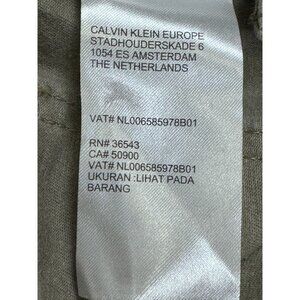 CALVIN KLEIN EUROPE
STADHOUDERSKADE 6
1054 ES AMSTERDAM
THE NETHERLANDS
VAT# NL006585978B01
RN# 36543
CA# 50900
VAT# NL006585978B01
UKURAN :LIHAT PADA
BARANG